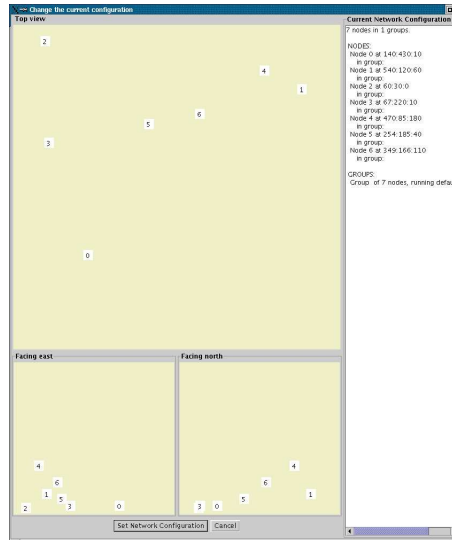 Change the current configuration
Top view
2
4
1
6
5
3
0
Facing east
4
6
1
5
3
2
0
Facing north
4
6
1
5
3
0
Set Network Configuration
Cancel
Current Network Configuration
7 nodes in 1 groups.
NODES:
Node 0 at 140:430:10
in group:
Node 1 at 540:120:60
in group:
Node 2 at 60:30:0
in group:
Node 3 at 67:220:10
in group:
Node 4 at 470:85:180
in group:
Node 5 at 254:185:40
in group:
Node 6 at 349:166:110
in group:
GROUPS:
Group of 7 nodes, running defau